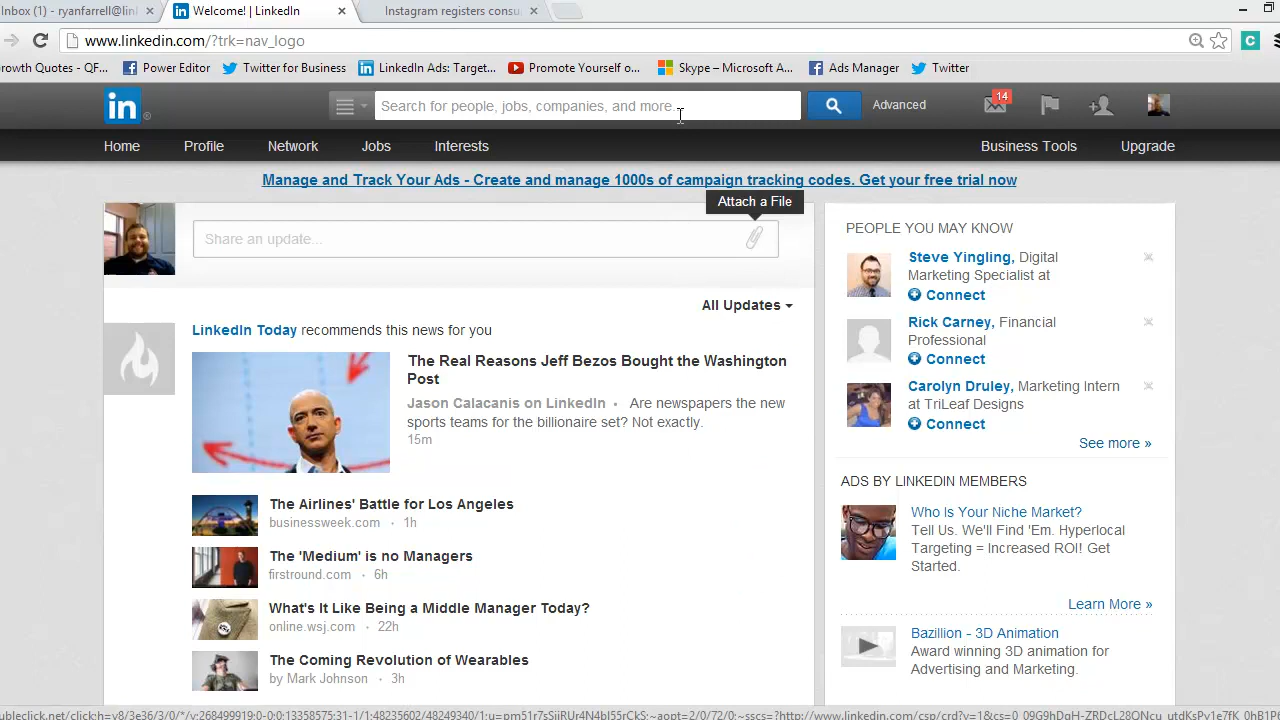 Inbox (1) - ryanfarrell@lin
Welcome! | LinkedIn
Instagram registers consu
www.linkedin.com/?trk=nav_logo
rowth Quotes - QF...
Power Editor
Twitter for Business
LinkedIn Ads: Target...
Promote Yourself o...
Skype – Microsoft A...
Ads Manager
Twitter
in
Search for people, jobs, companies, and more...
Advanced
14
Home
Profile
Network
Jobs
Interests
Business Tools
Upgrade
Manage and Track Your Ads - Create and manage 1000s of campaign tracking codes. Get your free trial now
Attach a File
Share an update...
All Updates
LinkedIn Today recommends this news for you
The Real Reasons Jeff Bezos Bought the Washington
Post
Jason Calacanis on LinkedIn · Are newspapers the new
sports teams for the billionaire set? Not exactly.
15m
The Airlines' Battle for Los Angeles
businessweek.com · 1h
The 'Medium' is no Managers
firstround.com · 6h
What's It Like Being a Middle Manager Today?
online.wsj.com · 22h
The Coming Revolution of Wearables
by Mark Johnson · 3h
PEOPLE YOU MAY KNOW
Steve Yingling, Digital
Marketing Specialist at
Connect
Rick Carney, Financial
Professional
Connect
Carolyn Druley, Marketing Intern
at TriLeaf Designs
Connect
See more »
ADS BY LINKEDIN MEMBERS
Who Is Your Niche Market?
Tell Us. We'll Find 'Em. Hyperlocal
Targeting = Increased ROI! Get
Started.
Learn More »
Bazillion - 3D Animation
Award winning 3D animation for
Advertising and Marketing.